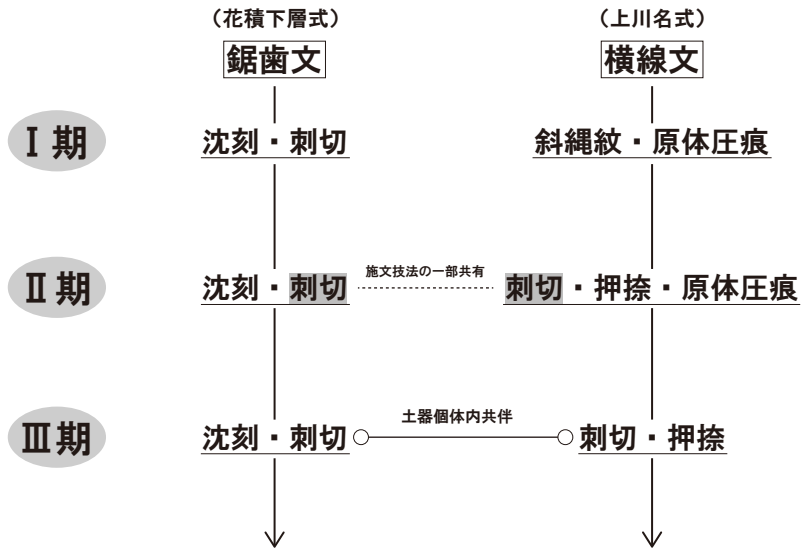 （花積下層式）
（上川名式）
鋸歯文
横線文
Ⅰ期
沈刻・刺切
斜縄紋・原体圧痕
Ⅱ期
沈刻・刺切
施文技法の一部共有
刺切・押捺・原体圧痕
Ⅲ期
沈刻・刺切
土器個体内共伴
刺切・押捺